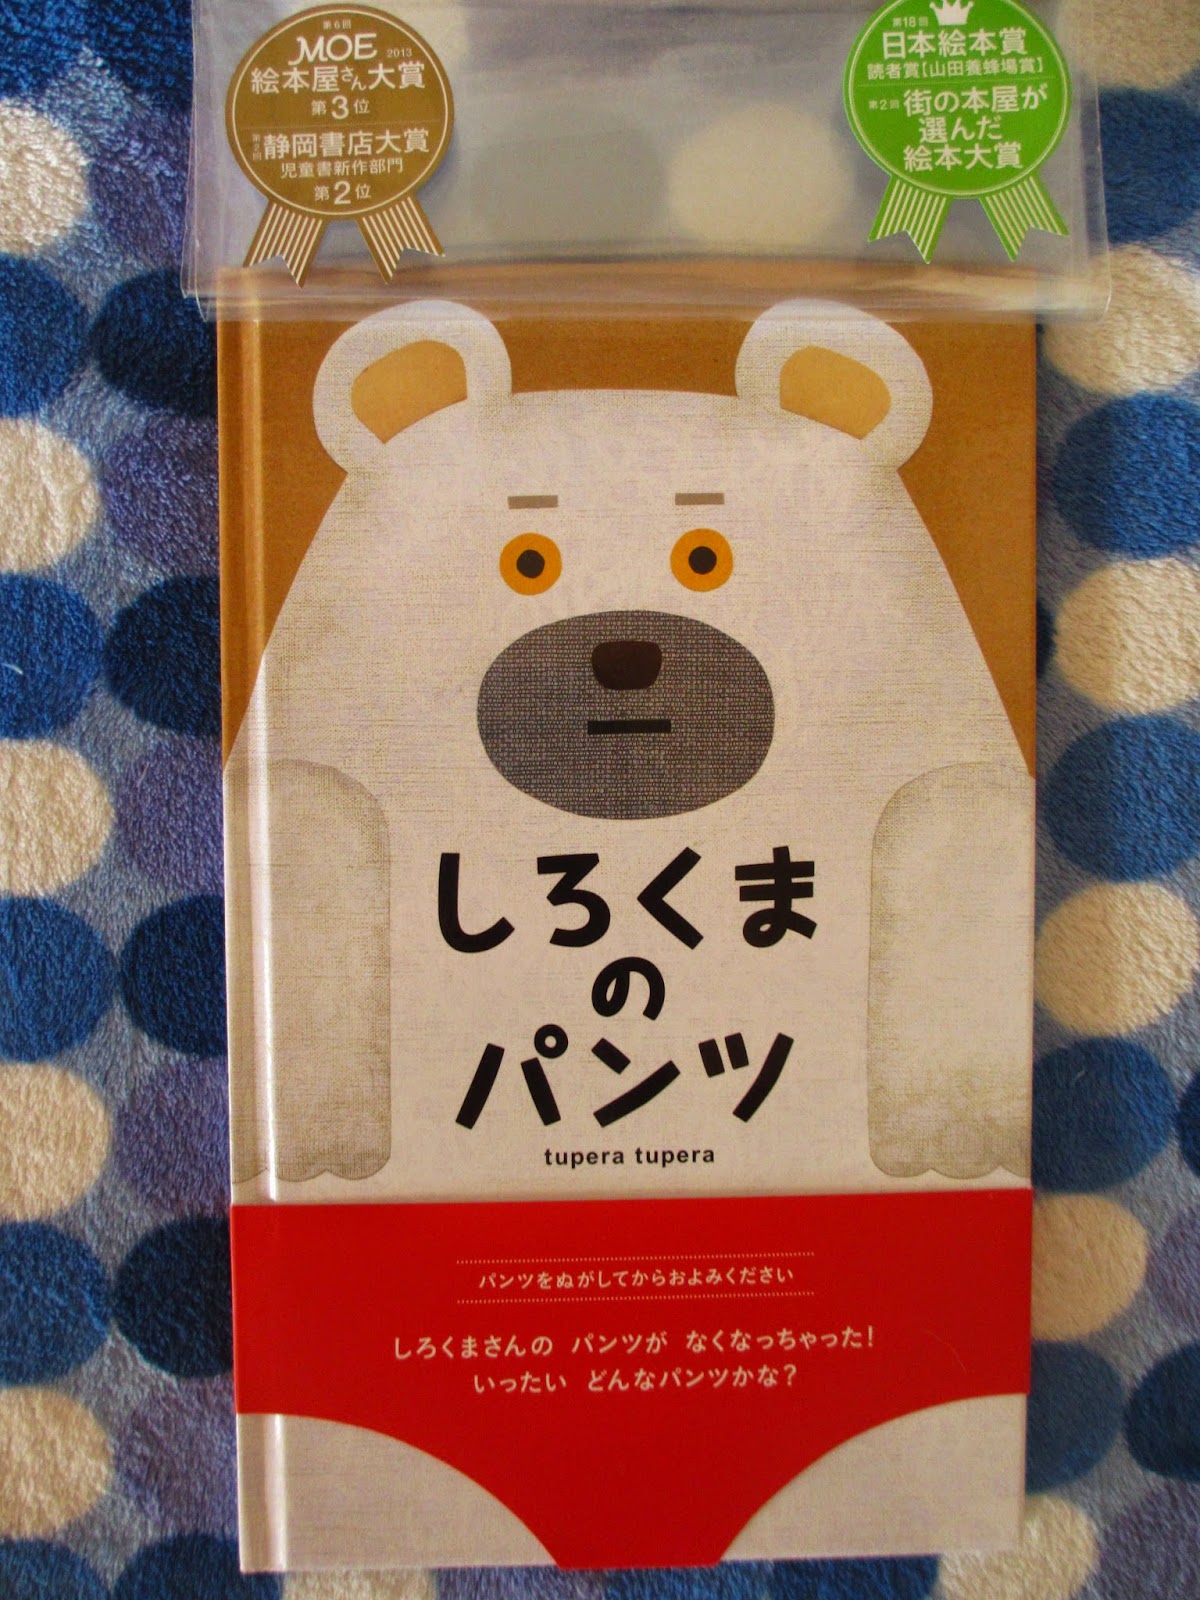 第6回
MOE 2013
絵本屋さん大賞
第3位
第2回 静岡書店大賞
児童書新作部門
第2位
第18回
日本絵本賞
読者賞［山田養蜂場賞］
第2回 街の本屋が
選んだ
絵本大賞
しろくま
の
パンツ
tupera tupera
パンツをぬがしてからおよみください
しろくまさんの パンツが なくなっちゃった！
いったい どんなパンツかな？